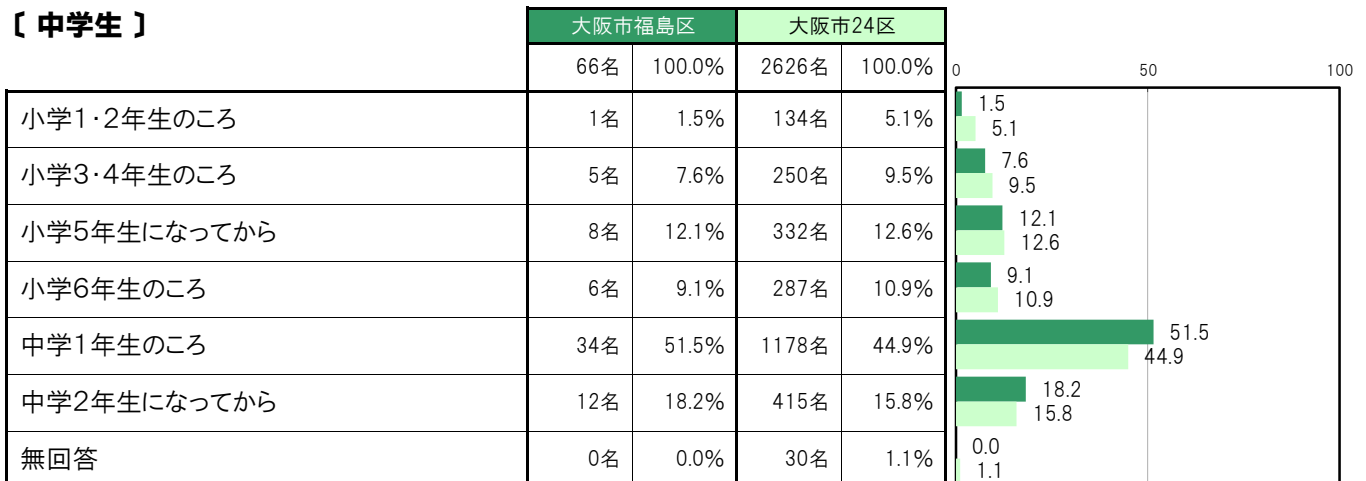 〔 中学生 〕
大阪市福島区 大阪市24区
66名 100.0% 2626名 100.0% 0 50 100
小学1・2年生のころ 1名 1.5% 134名 5.1% 1.5
5.1
小学3・4年生のころ 5名 7.6% 250名 9.5% 7.6
9.5
小学5年生になってから 8名 12.1% 332名 12.6% 12.1
12.6
小学6年生のころ 6名 9.1% 287名 10.9% 9.1
10.9
中学1年生のころ 34名 51.5% 1178名 44.9% 51.5
44.9
中学2年生になってから 12名 18.2% 415名 15.8% 18.2
15.8
無回答 0名 0.0% 30名 1.1% 0.0
1.1